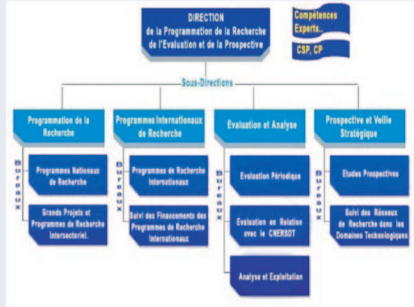 DIRECTION
de la Programmation de la Recherche
de l'Evaluation et de la Prospective
Compétences
Experts..
CSP, CP
Sous-Directions
Programmation de la
Recherche
Bureaux
Programmes Nationaux
de Recherche
Grands Projets et
Programmes de Recherche
Intersectoriel.
Programmes Internationaux
de Recherche
Bureaux
Programmes de Recherche
Internationaux
Suivi des Financements des
Programmes de Recherche
Internationaux
Evaluation et Analyse
Bureaux
Evaluation Périodique
Evaluation en Relation
avec le CNERSDT
Analyse et Exploitation
Prospective et Veille
Stratégique
Bureaux
Etudes Prospectives
Suivi des Réseaux
de Recherche dans les
Domaines Technologiques